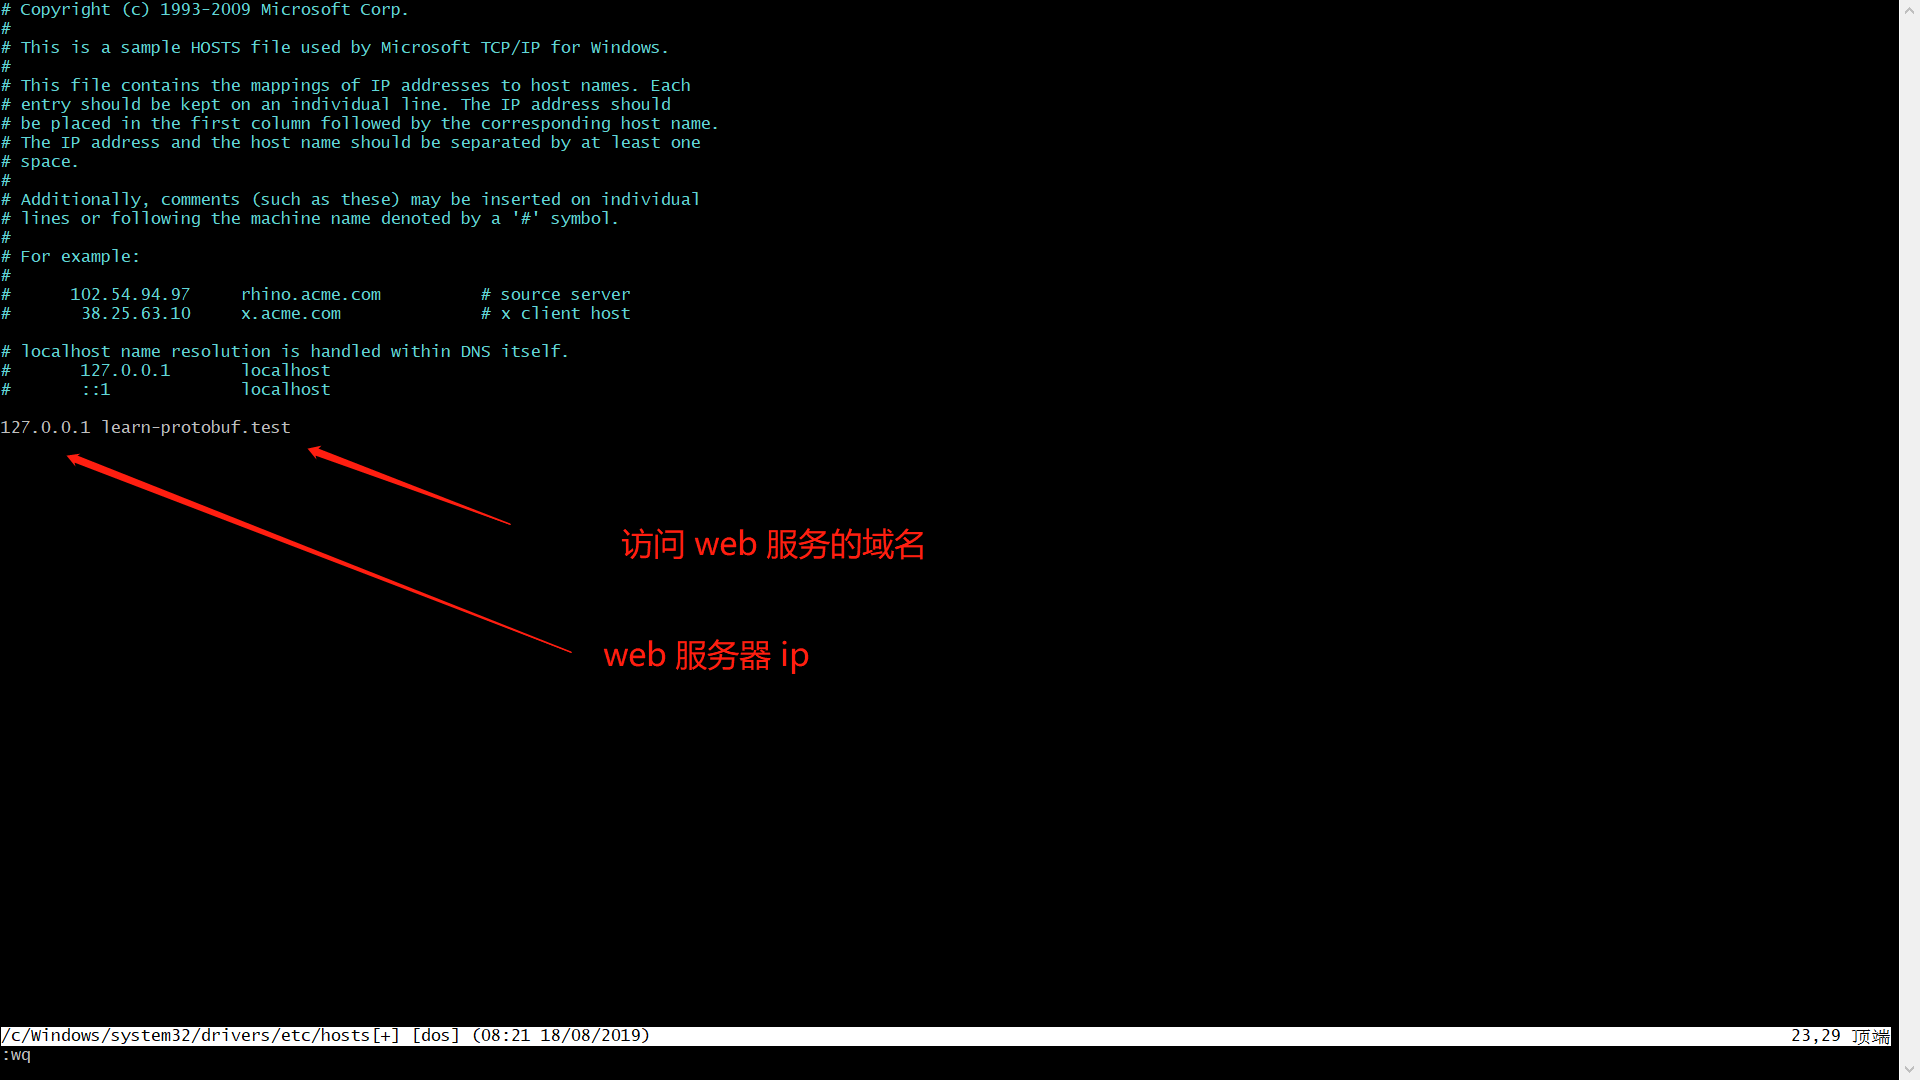 # Copyright (c) 1993-2009 Microsoft Corp.
#
# This is a sample HOSTS file used by Microsoft TCP/IP for Windows.
#
# This file contains the mappings of IP addresses to host names. Each
# entry should be kept on an individual line. The IP address should
# be placed in the first column followed by the corresponding host name.
# The IP address and the host name should be separated by at least one
# space.
#
# Additionally, comments (such as these) may be inserted on individual
# lines or following the machine name denoted by a '#' symbol.
#
# For example:
#
#      102.54.94.97     rhino.acme.com          # source server
#       38.25.63.10     x.acme.com              # x client host
# localhost name resolution is handled within DNS itself.
#       127.0.0.1       localhost
#       ::1             localhost
127.0.0.1 learn-protobuf.test
访问 web 服务的域名
web 服务器 ip
/c/Windows/system32/drivers/etc/hosts[+] [dos] (08:21 18/08/2019) 23,29 顶端
:wq